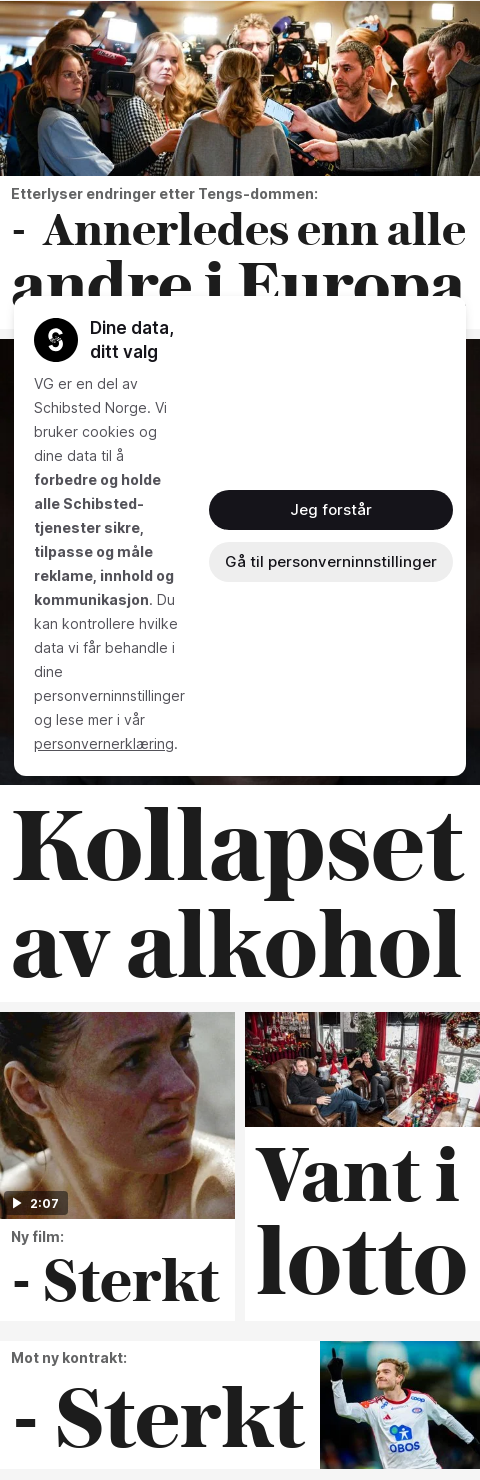 Etterlyser endringer etter Tengs-dommen:
- Annerledes enn alle
andre i Europa
Dine data,
ditt valg
VG er en del av
Schibsted Norge. Vi
bruker cookies og
dine data til å
forbedre og holde
alle Schibsted-
tjenester sikre,
tilpasse og måle
reklame, innhold og
kommunikasjon. Du
kan kontrollere hvilke
data vi får behandle i
dine
personverninnstillinger
og lese mer i vår
personvernerklæring.
Jeg forstår
Gå til personverninnstillinger
Kollapset
av alkohol
2:07
Ny film:
- Sterkt
Vant i
lotto
Mot ny kontrakt:
- Sterkt
OBOS